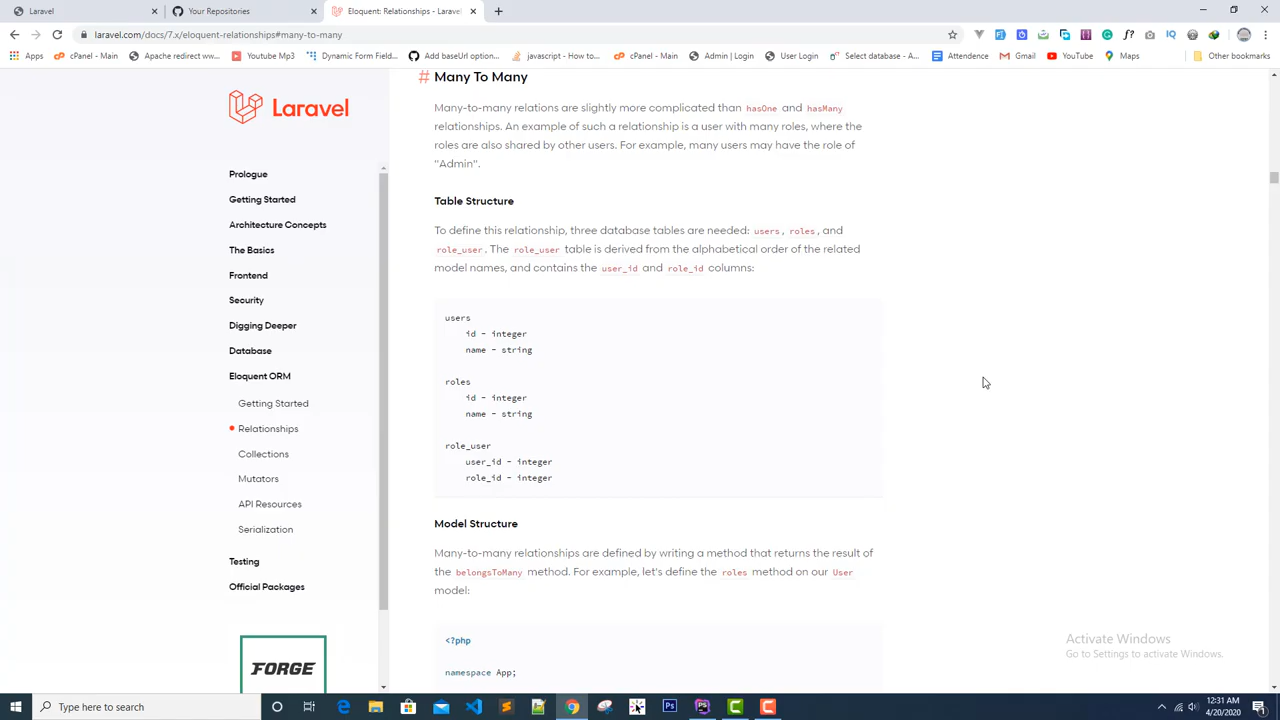 Laravel
Your Repositories
Eloquent: Relationships - Laravel
laravel.com/docs/7.x/eloquent-relationships#many-to-many
Apps
cPanel - Main
Apache redirect ww...
Youtube Mp3
Dynamic Form Field...
Add baseUrl option...
javascript - How to...
cPanel - Main
Admin | Login
User Login
Select database - A...
Attendence
Gmail
YouTube
Maps
Other bookmarks
Laravel
Prologue
Getting Started
Architecture Concepts
The Basics
Frontend
Security
Digging Deeper
Database
Eloquent ORM
Getting Started
Relationships
Collections
Mutators
API Resources
Serialization
Testing
Official Packages
FORGE
# Many To Many
Many-to-many relations are slightly more complicated than hasOne and hasMany
relationships. An example of such a relationship is a user with many roles, where the
roles are also shared by other users. For example, many users may have the role of
"Admin".
Table Structure
To define this relationship, three database tables are needed: users, roles, and
role_user. The role_user table is derived from the alphabetical order of the related
model names, and contains the user_id and role_id columns:
users
id - integer
name - string
roles
id - integer
name - string
role_user
user_id - integer
role_id - integer
Model Structure
Many-to-many relationships are defined by writing a method that returns the result of
the belongsToMany method. For example, let's define the roles method on our User
model:
<?php
namespace App;
Activate Windows
Go to Settings to activate Windows.
Type here to search
12:31 AM
4/20/2020